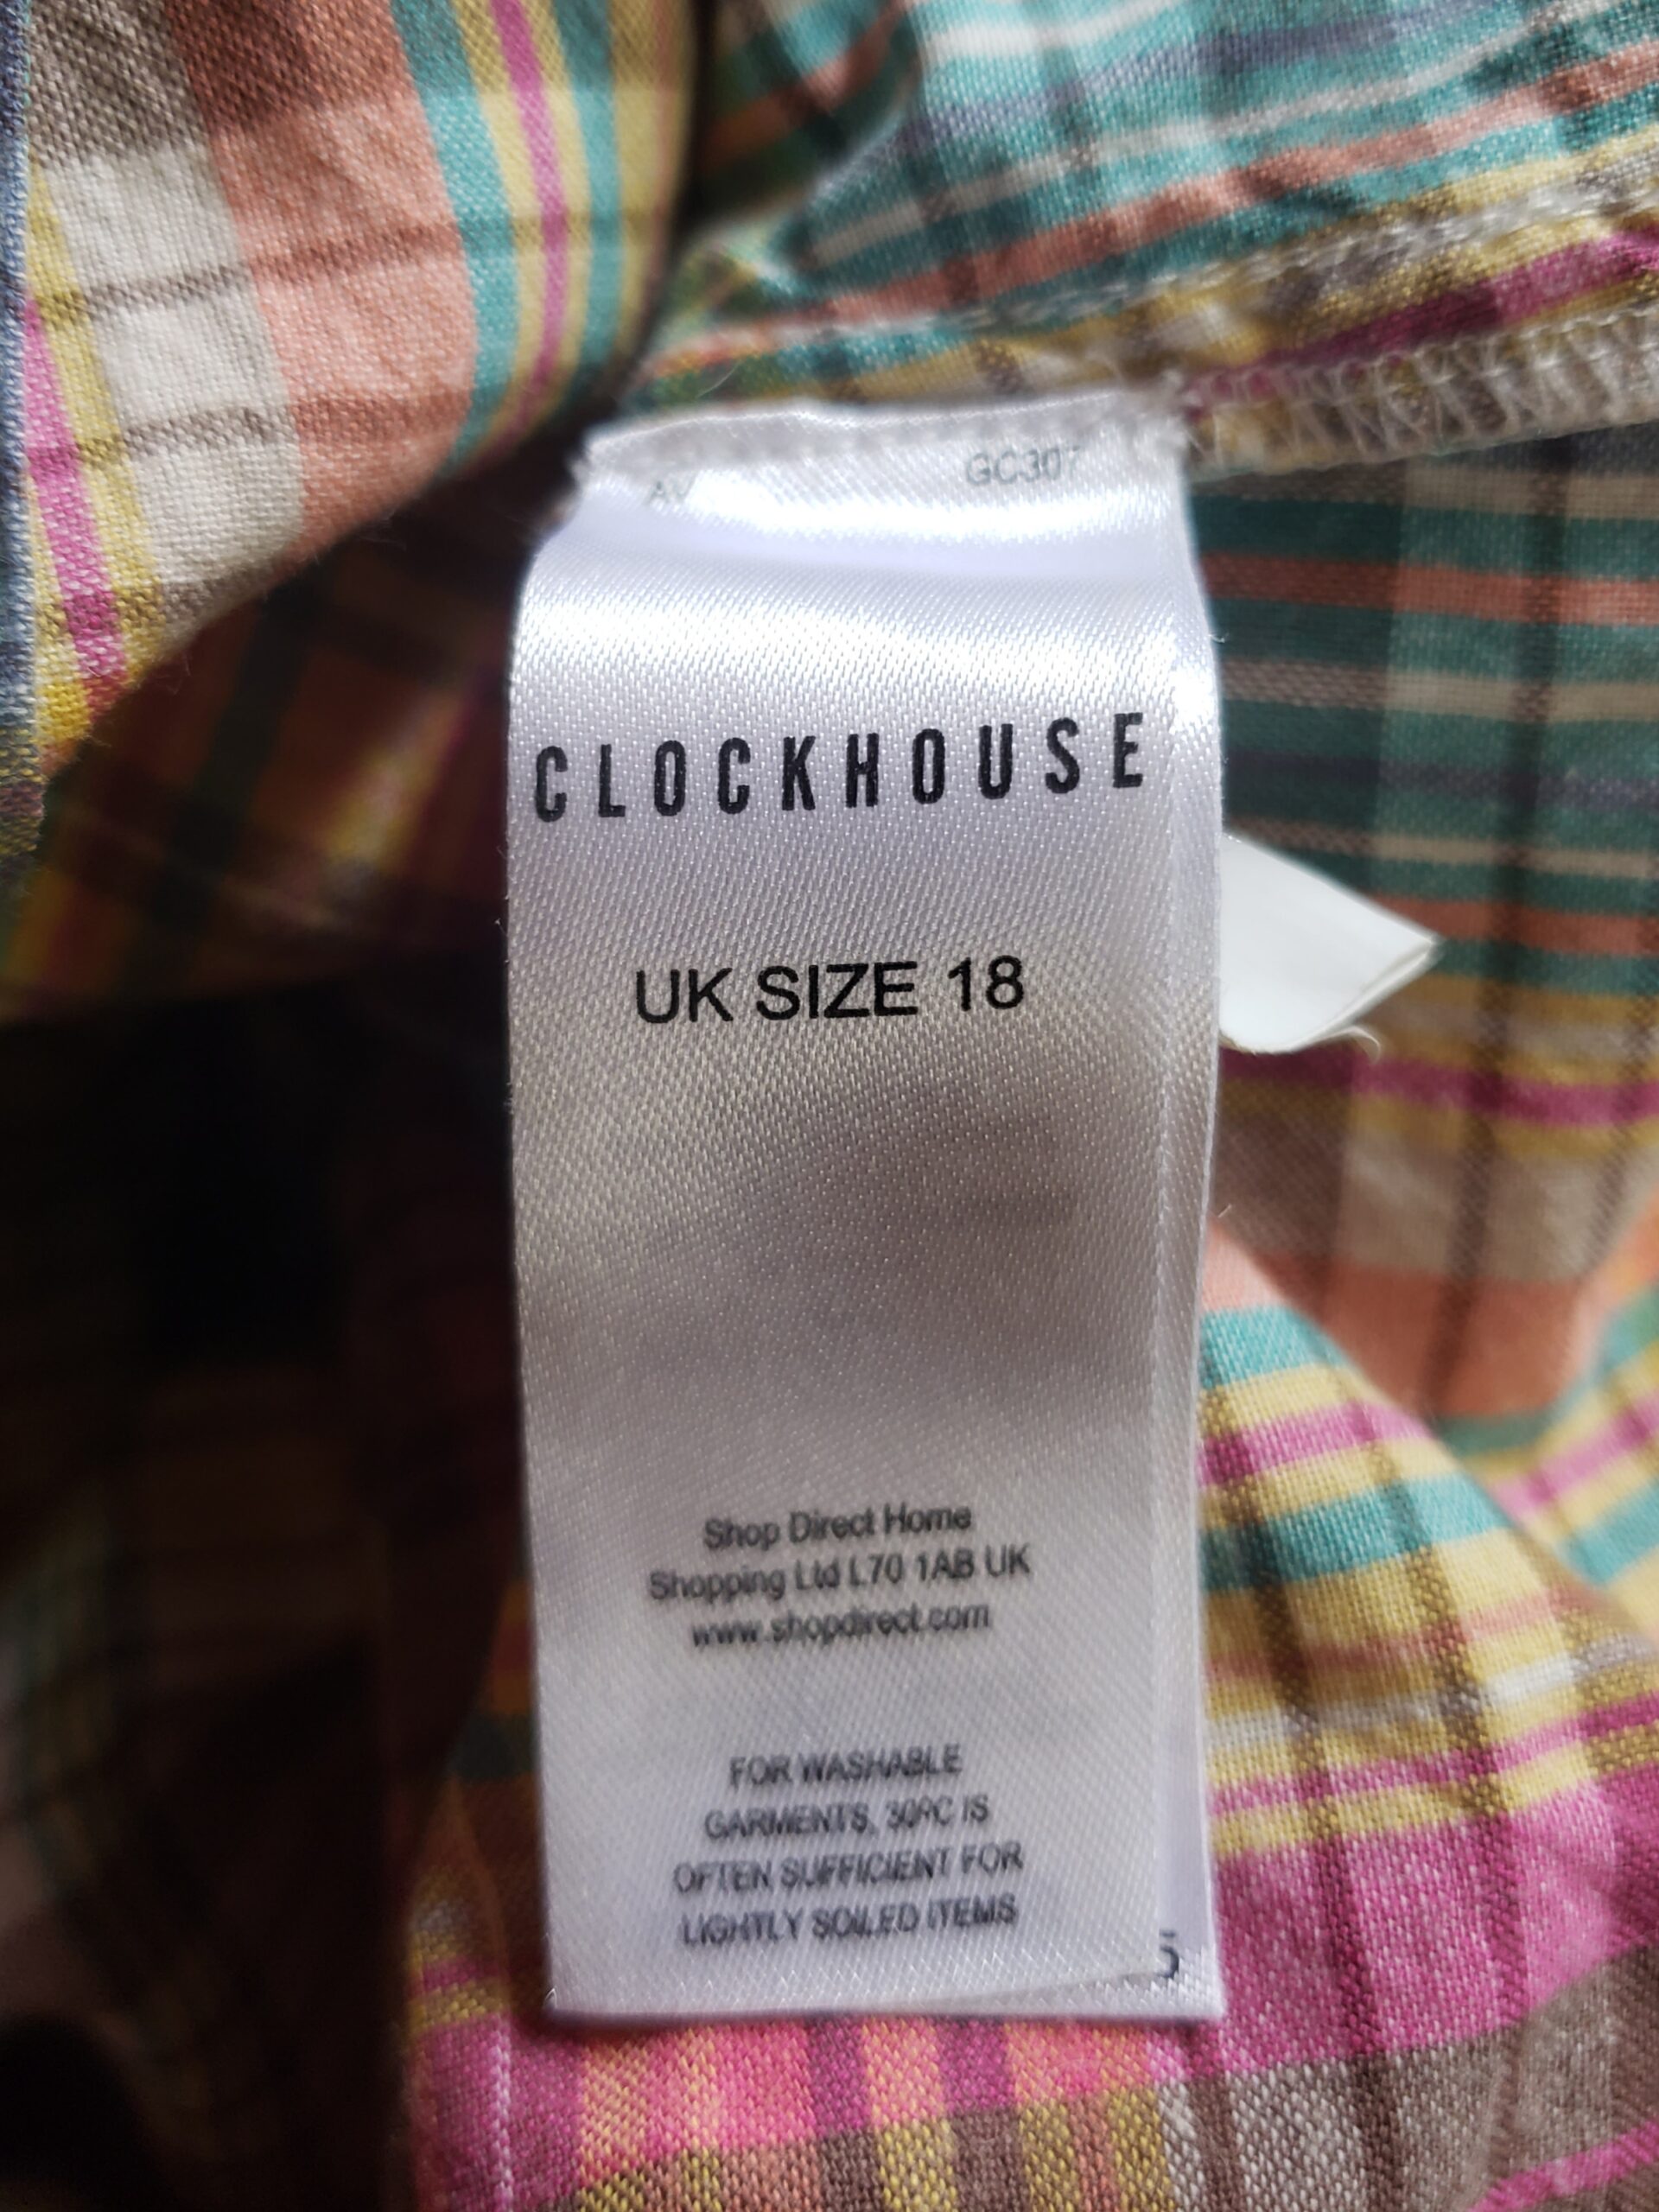 GC307
CLOCKHOUSE
UK SIZE 18
Shop Direct Home
Shopping Ltd L70 1AB UK
www.shopdirect.com
FOR WASHABLE
GARMENTS, 30ºC IS
OFTEN SUFFICIENT FOR
LIGHTLY SOILED ITEMS
5